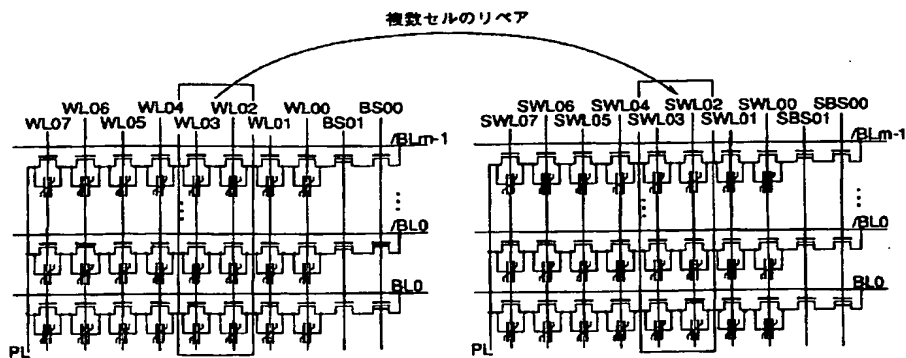 複数セルのリペア
WL06 WL04 WL02 WL00 BS00
WL07 WL05 WL03 WL01 BS01
/BLm-1
/BL0
BL0
PL
SWL06 SWL04 SWL02 SWL00 SBS00
SWL07 SWL05 SWL03 SWL01 SBS01
/BLm-1
/BL0
BL0
PL